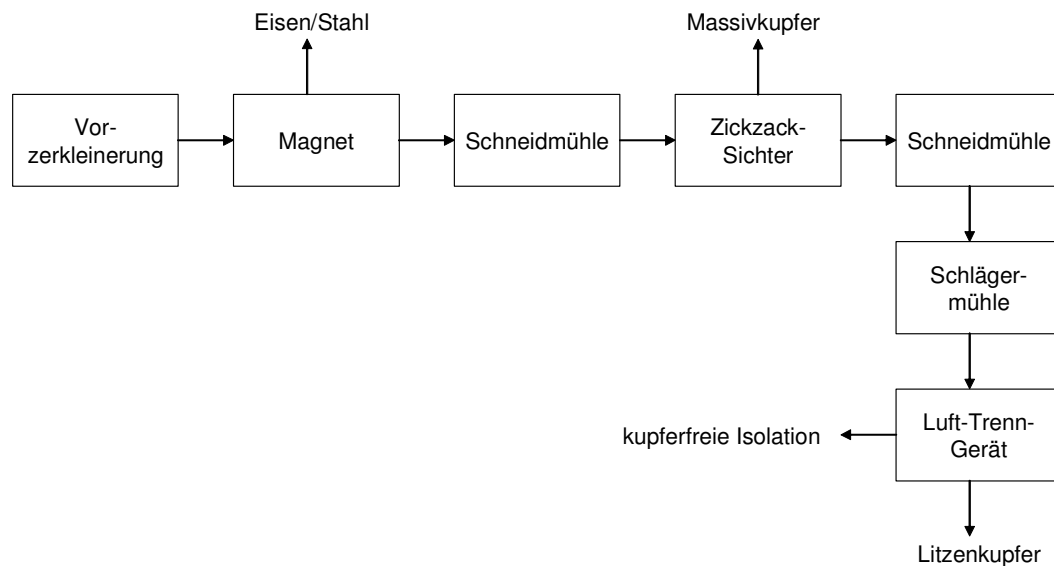 Eisen/Stahl
Massivkupfer
Vor-
zerkleinerung
Magnet
Schneidmühle
Zickzack-
Sichter
Schneidmühle
Schläger-
mühle
Luft-Trenn-
Gerät
kupferfreie Isolation
Litzenkupfer